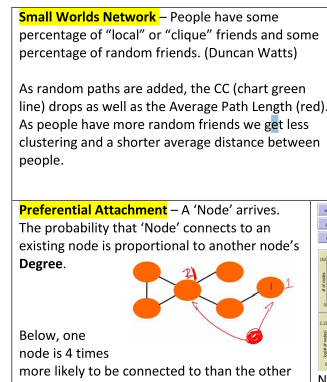 Small Worlds Network – People have some
percentage of “local” or “clique” friends and some
percentage of random friends. (Duncan Watts)
As random paths are added, the CC (chart green
line) drops as well as the Average Path Length (red).
As people have more random friends we get less
clustering and a shorter average distance between
people.
Preferential Attachment – A ‘Node’ arrives.
The probability that ‘Node’ connects to an
existing node is proportional to another node’s
Degree.
Below, one
node is 4 times
more likely to be connected to than the other